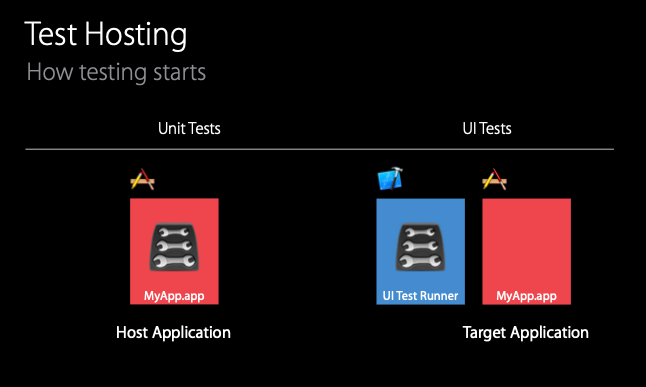 Test Hosting
How testing starts
Unit Tests
UI Tests
MyApp.app
UI Test Runner
MyApp.app
Host Application
Target Application